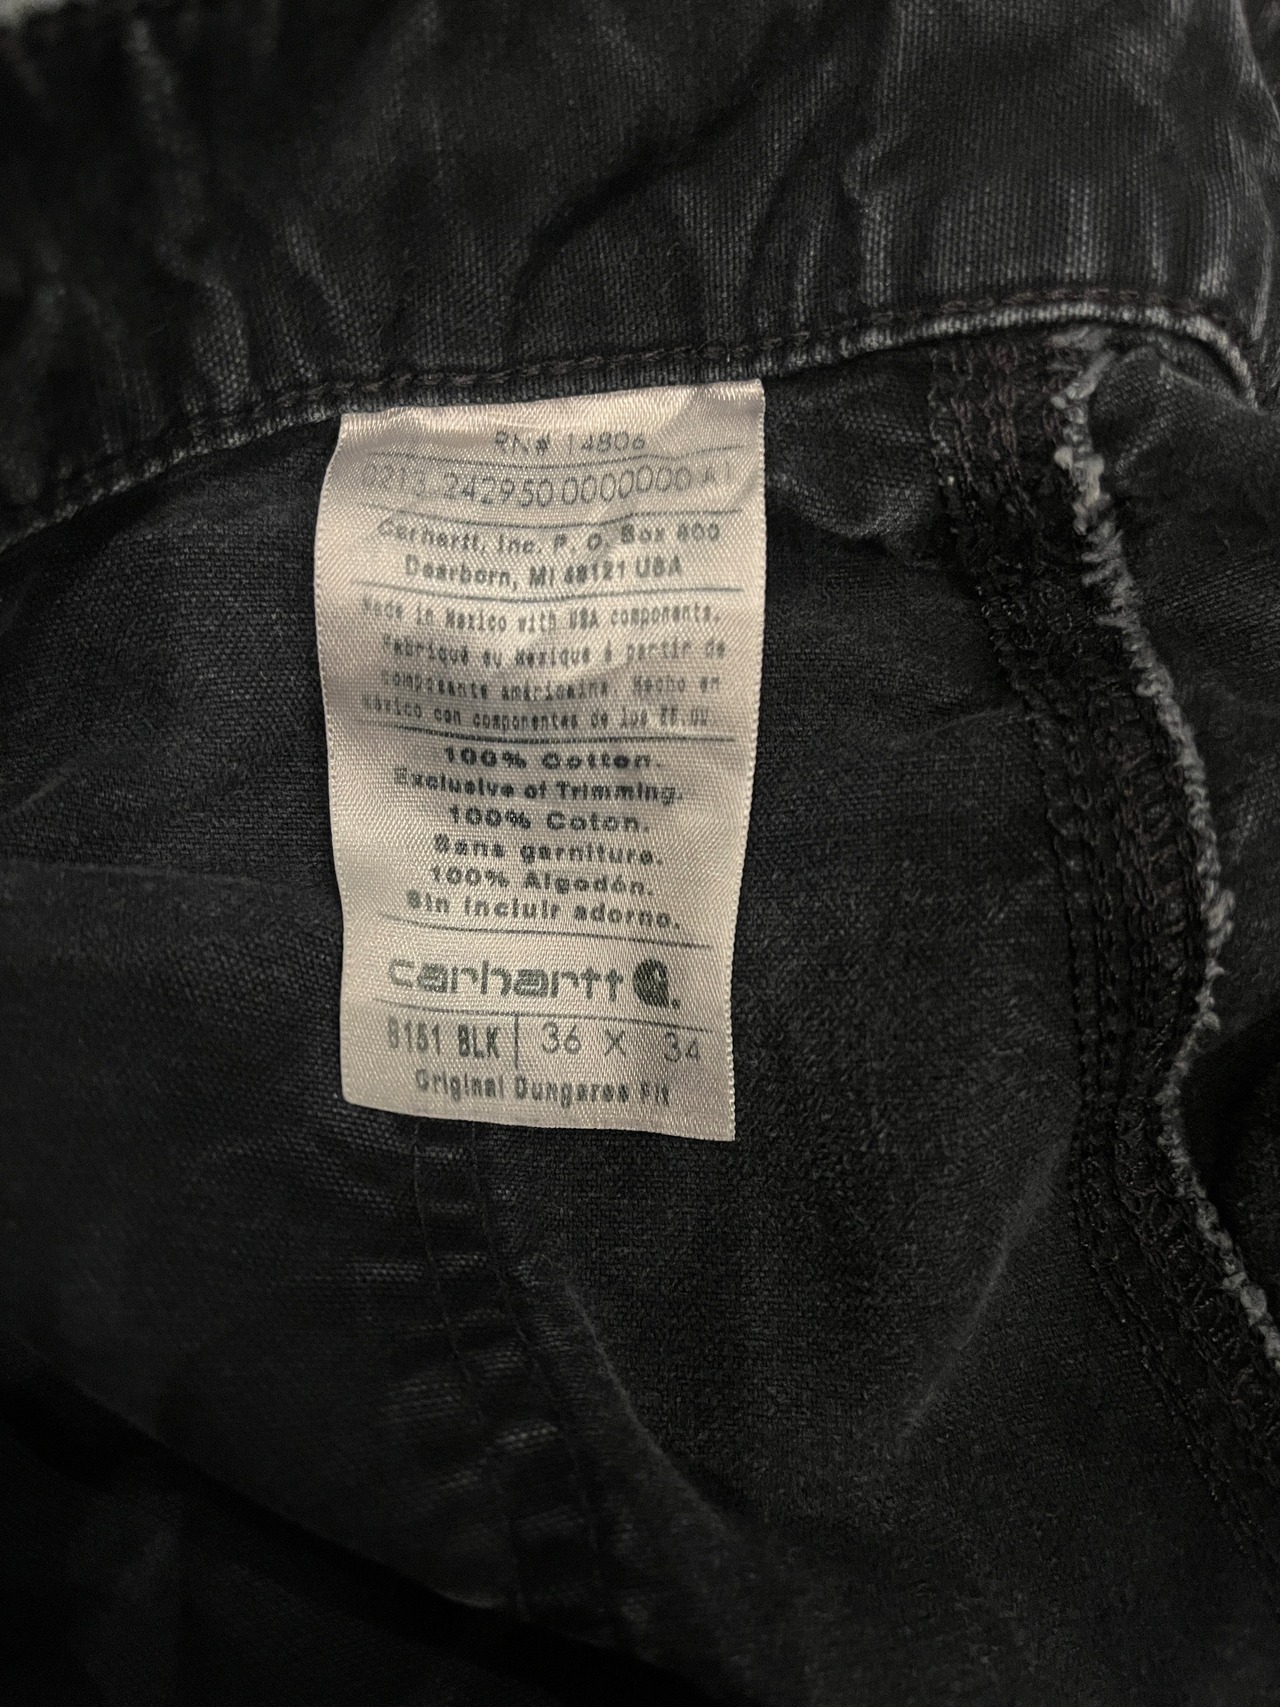 RN# 14806
0213 242950 0000000 A1
Carhartt, Inc. P. O. Box 600
Dearborn, MI 48121 USA
Made in Mexico with USA components.
Fabriqué au Mexique à partir de
composants américains. Hecho en
México con componentes de los EE.UU.
100% Cotton.
Exclusive of Trimming.
100% Coton.
Sans garniture.
100% Algodón.
Sin incluir adorno.
carhartt
B151 BLK 36 X 34
Original Dungaree Fit